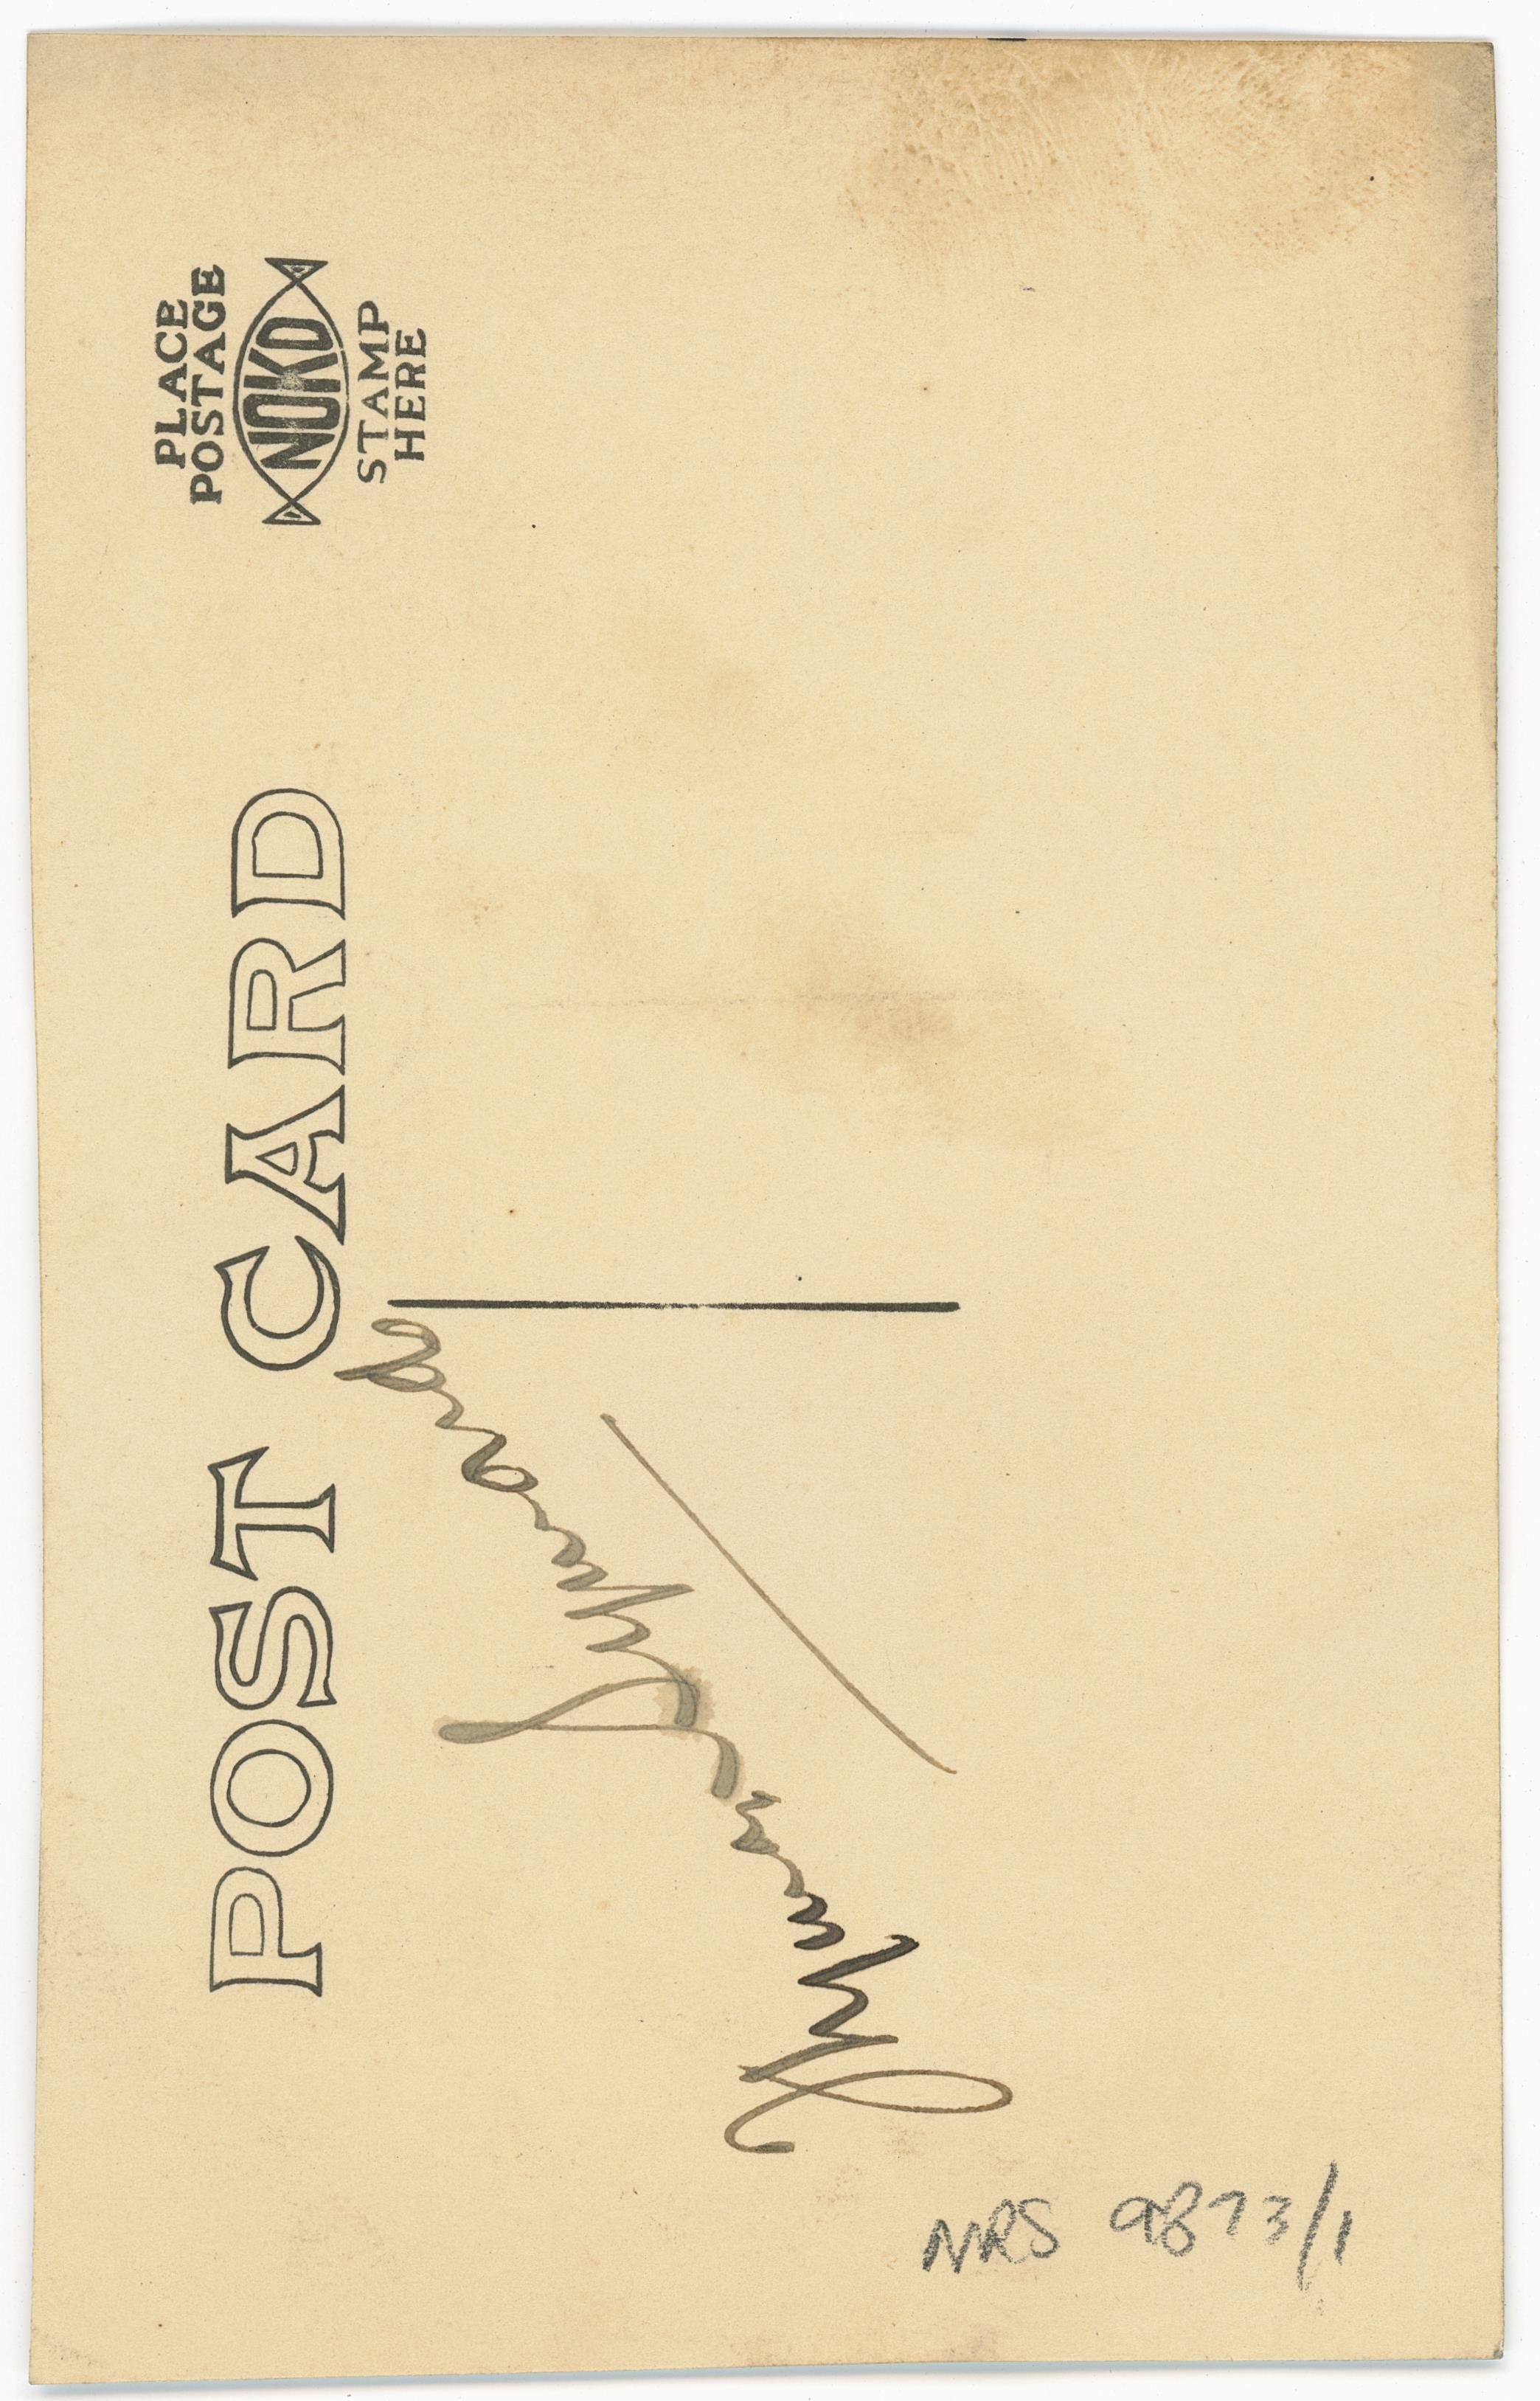 PLACE
POSTAGE
NOKO
STAMP
HERE
POST CARD
NRS 9873/1